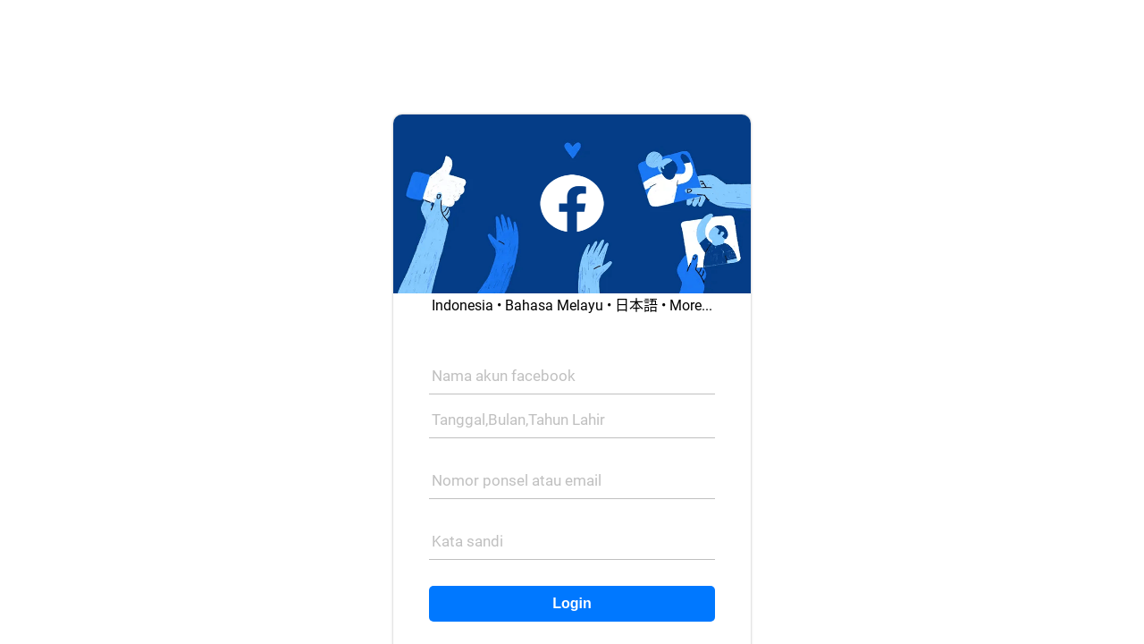 Indonesia • Bahasa Melayu • 日本語 • More...
Nama akun facebook
Tanggal,Bulan,Tahun Lahir
Nomor ponsel atau email
Kata sandi
Login